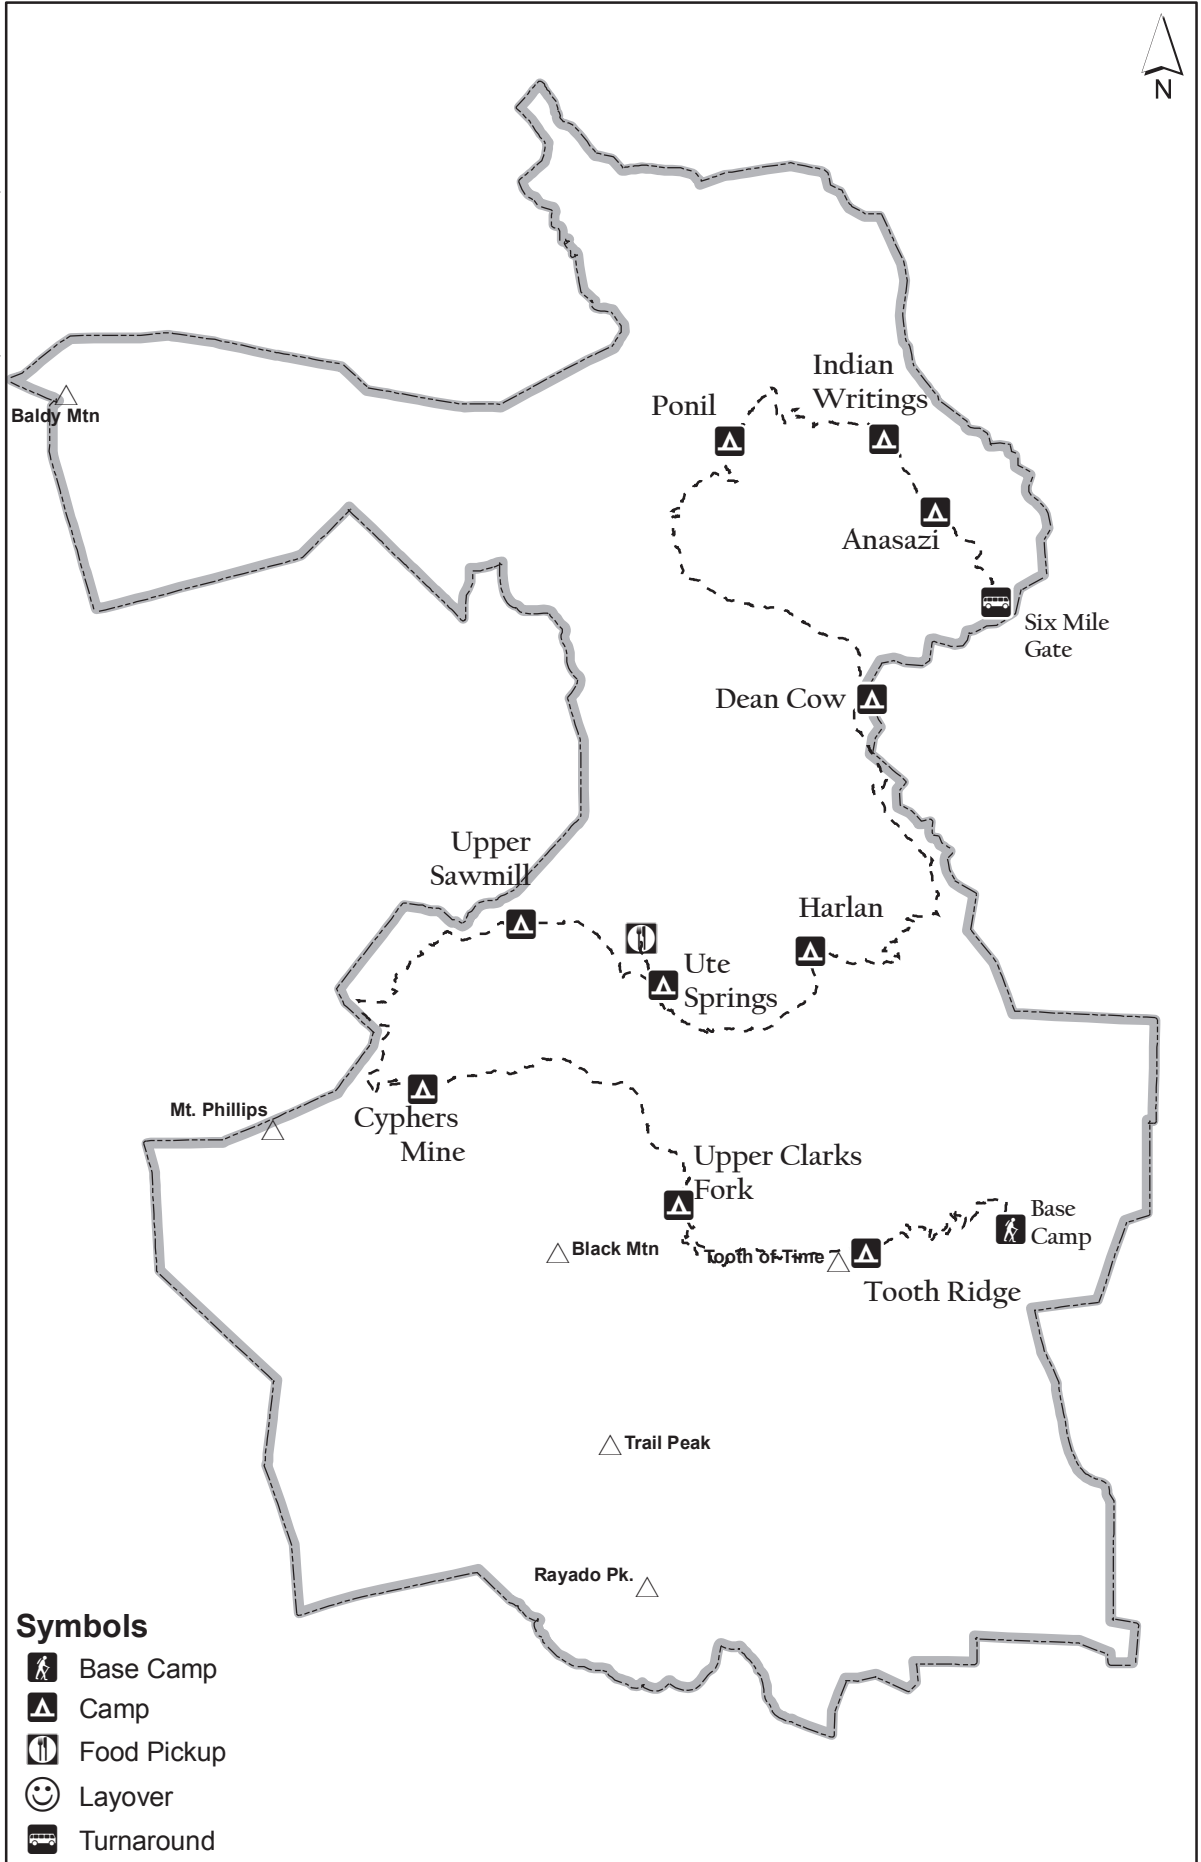 N
Indian
Writings
Ponil
Baldy Mtn
Anasazi
Six Mile
Gate
Dean Cow
Upper
Sawmill
Harlan
Ute
Springs
Mt. Phillips
Cyphers
Mine
Upper Clarks
Fork
Base
Camp
Black Mtn
Tooth of Time
Tooth Ridge
Trail Peak
Rayado Pk.
Symbols
Base Camp
Camp
Food Pickup
Layover
Turnaround